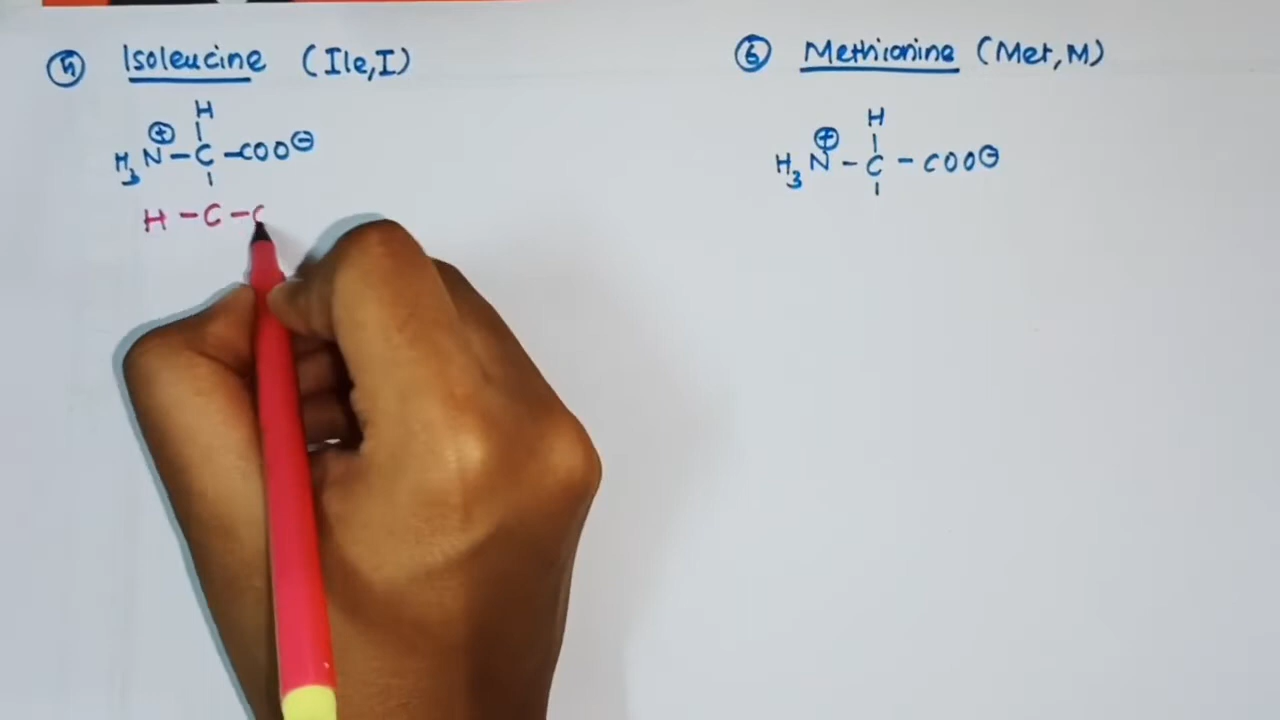 ⑤ Isoleucine (Ile, I)
H
H₃N⊕ – C – COO⊖
H – C – C
⑥ Methionine (Met, M)
H
H₃N⊕ – C – COO⊖